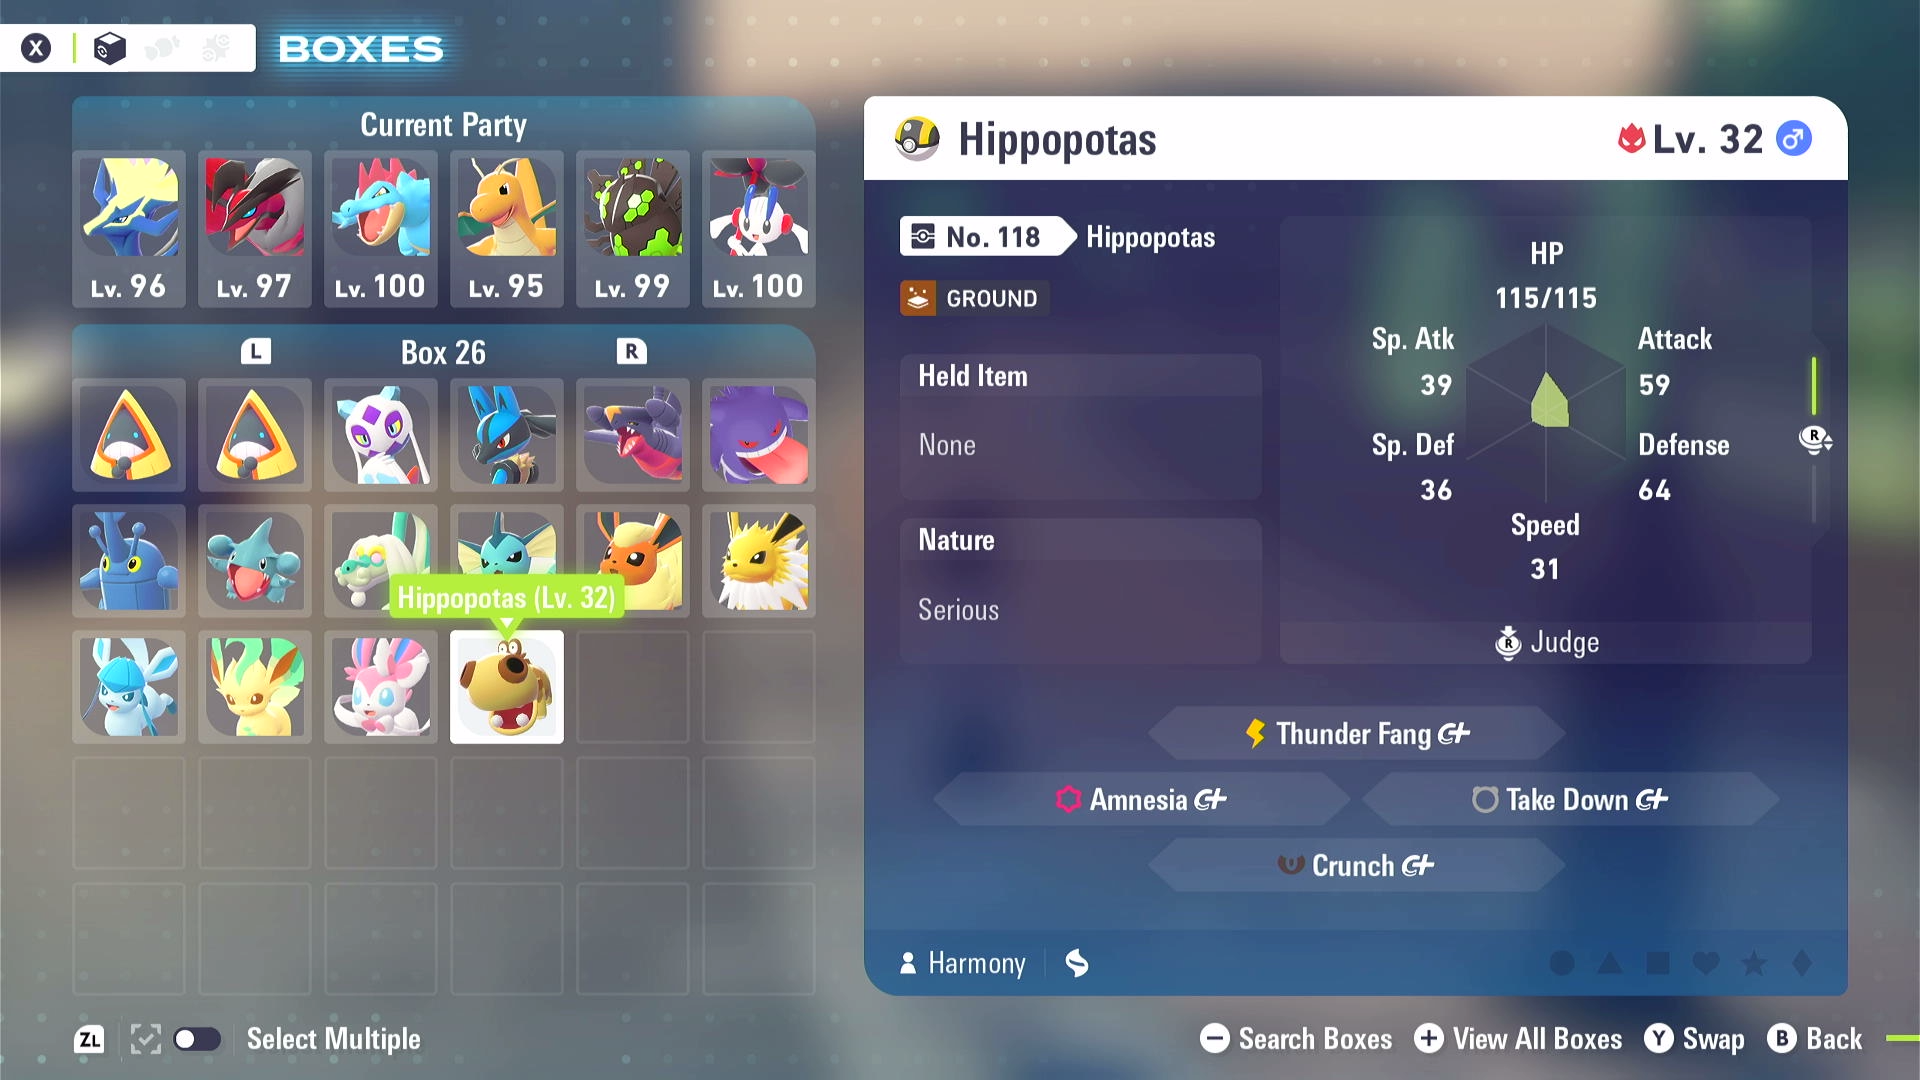 X BOXES
Current Party
Lv. 96 Lv. 97 Lv. 100 Lv. 95 Lv. 99 Lv. 100
L Box 26 R
Hippopotas (Lv. 32)
Hippopotas Lv. 32
No. 118 Hippopotas
GROUND
Held Item
None
Nature
Serious
HP
115/115
Sp. Atk
39
Attack
59
Sp. Def
36
Defense
64
Speed
31
R
R Judge
Thunder Fang +
Amnesia +
Take Down +
Crunch +
Harmony
ZL Select Multiple
Search Boxes
View All Boxes
Y Swap
B Back